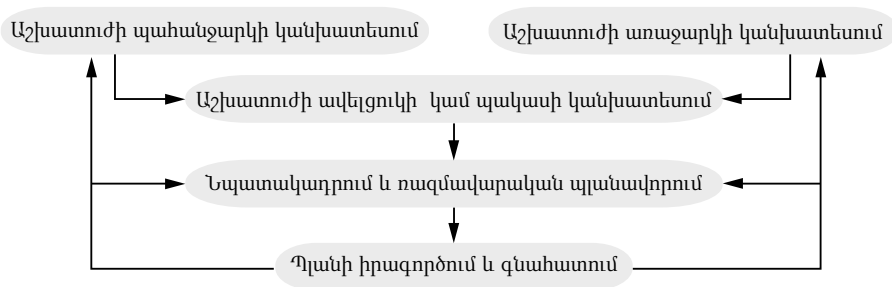 Աշխատուժի պահանջարկի կանխատեսում
Աշխատուժի առաջարկի կանխատեսում
Աշխատուժի ավելցուկի կամ պակասի կանխատեսում
Նպատակադրում և ռազմավարական պլանավորում
Պլանի իրագործում և գնահատում